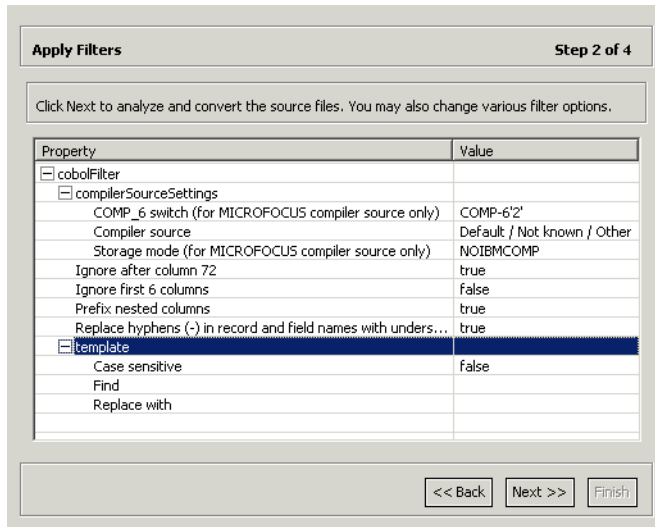 Apply Filters Step 2 of 4
Click Next to analyze and convert the source files. You may also change various filter options.
Property Value
cobolFilter
compilerSourceSettings
COMP_6 switch (for MICROFOCUS compiler source only) COMP-6'2'
Compiler source Default / Not known / Other
Storage mode (for MICROFOCUS compiler source only) NOIBMCOMP
Ignore after column 72 true
Ignore first 6 columns false
Prefix nested columns true
Replace hyphens (-) in record and field names with unders... true
template
Case sensitive false
Find
Replace with
<< Back Next >> Finish